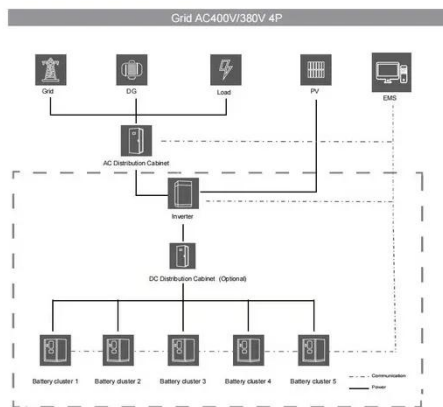 Grid AC400V/380V 4P
Grid
DG
Load
PV
EMS
AC Distribution Cabinet
Inverter
DC Distribution Cabinet (Optional)
Battery cluster 1
Battery cluster 2
Battery cluster 3
Battery cluster 4
Battery cluster 5
Communication
Power